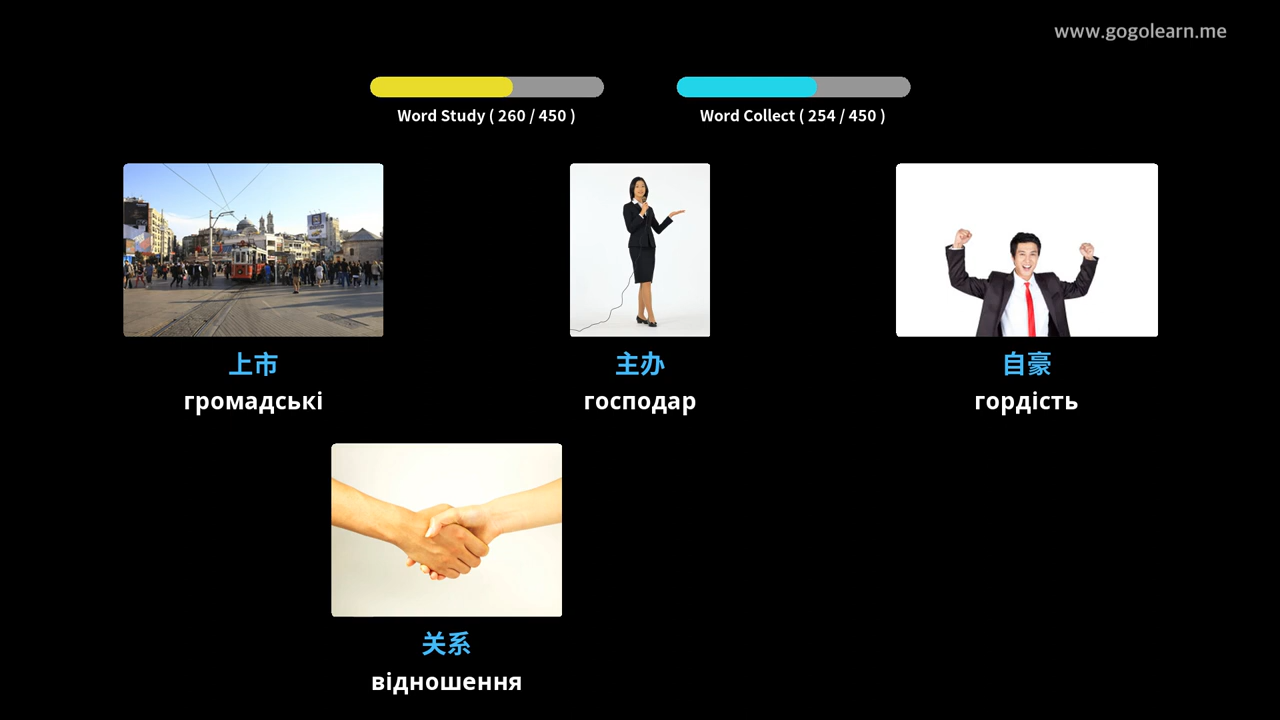 www.gogolearn.me
Word Study ( 260 / 450 )
Word Collect ( 254 / 450 )
上市
громадські
主办
господар
自豪
гордість
关系
відношення